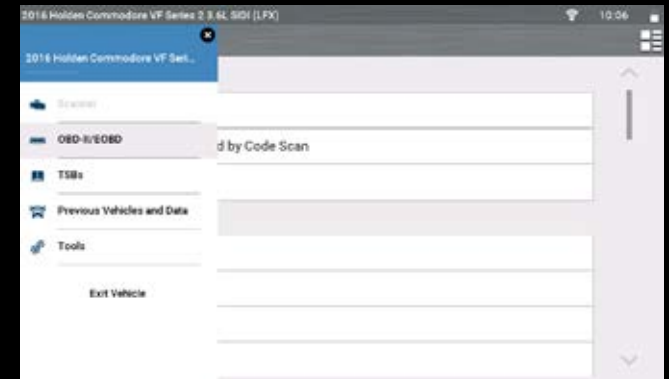 2016 Holden Commodore VF Series 2 3.6L SIDI (LFX)
10:06
2016 Holden Commodore VF Seri...
Scanner
OBD-II/EOBD
d by Code Scan
TSBs
Previous Vehicles and Data
Tools
Exit Vehicle